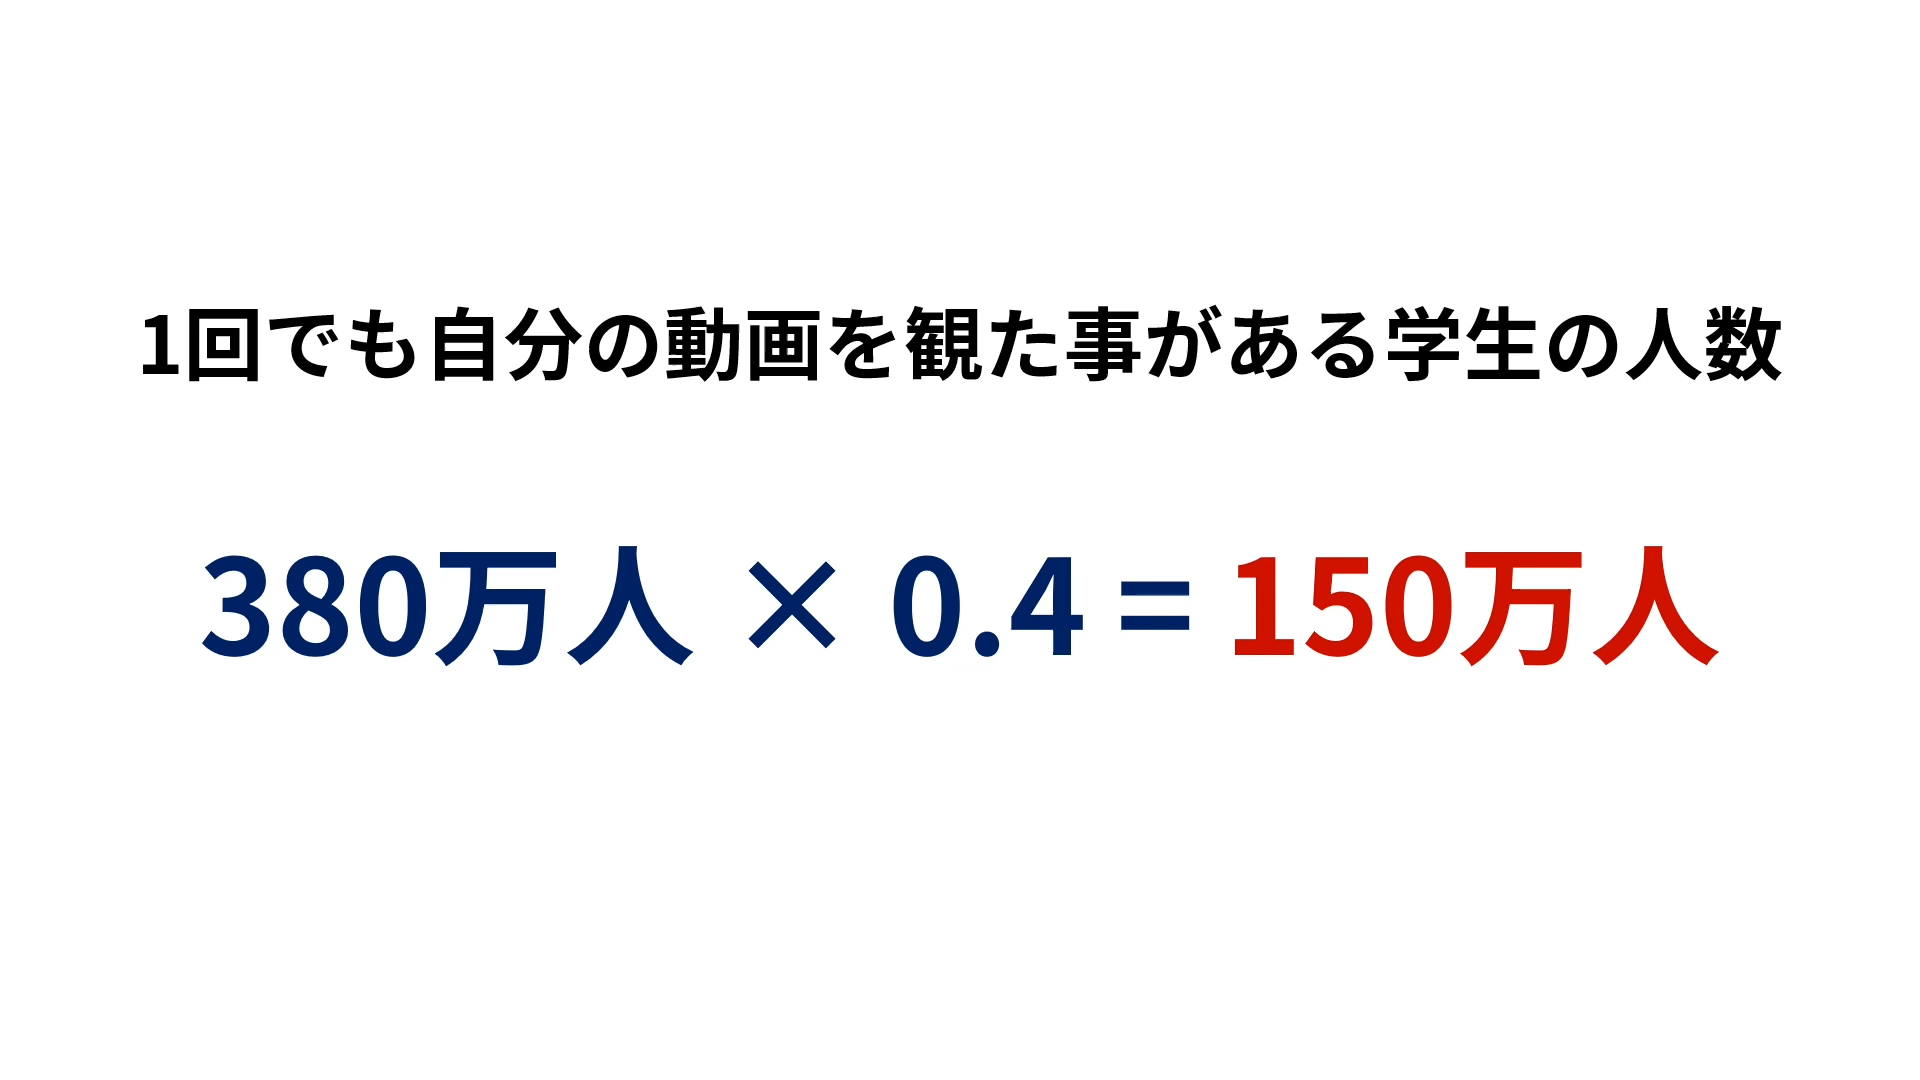 1回でも自分の動画を観た事がある学生の人数
380万人 × 0.4 = 150万人